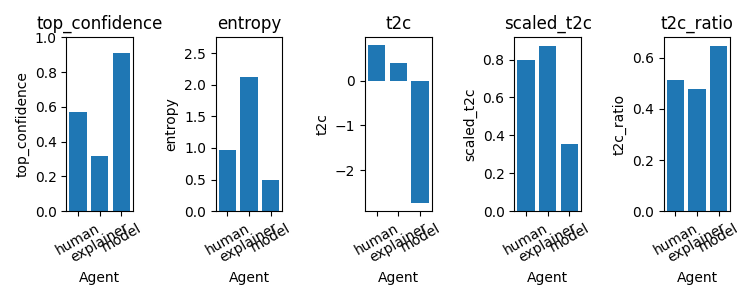 top_confidence
top_confidence
1.0
0.8
0.6
0.4
0.2
0.0
human
explainer
model
Agent
entropy
entropy
2.5
2.0
1.5
1.0
0.5
0.0
human
explainer
model
Agent
t2c
t2c
0
−1
−2
human
explainer
model
Agent
scaled_t2c
scaled_t2c
0.8
0.6
0.4
0.2
0.0
human
explainer
model
Agent
t2c_ratio
t2c_ratio
0.6
0.4
0.2
0.0
human
explainer
model
Agent